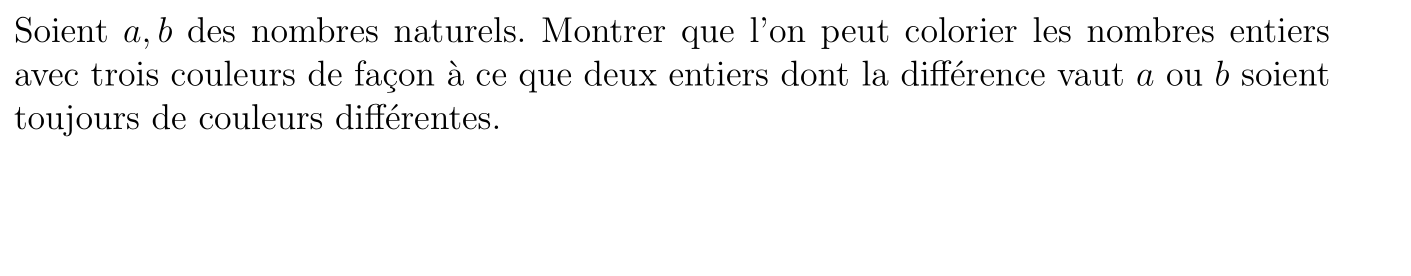 Soient a, b des nombres naturels. Montrer que l'on peut colorier les nombres entiers
avec trois couleurs de façon à ce que deux entiers dont la différence vaut a ou b soient
toujours de couleurs différentes.